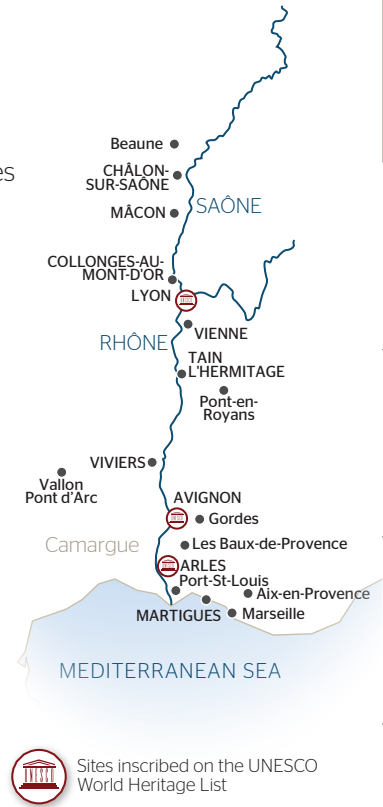 Beaune
es
CHÂLON-
SUR-SAÔNE
MÂCON
SAÔNE
COLLONGES-AU-
MONT-D'OR
LYON
VIENNE
RHÔNE
TAIN
L'HERMITAGE
Pont-en-
Royans
VIVIERS
Vallon
Pont d'Arc
AVIGNON
Gordes
Camargue
Les Baux-de-Provence
ARLES
Port-St-Louis
Aix-en-Provence
MARTIGUES
Marseille
MEDITERRANEAN SEA
UNESCO
Sites inscribed on the UNESCO
World Heritage List